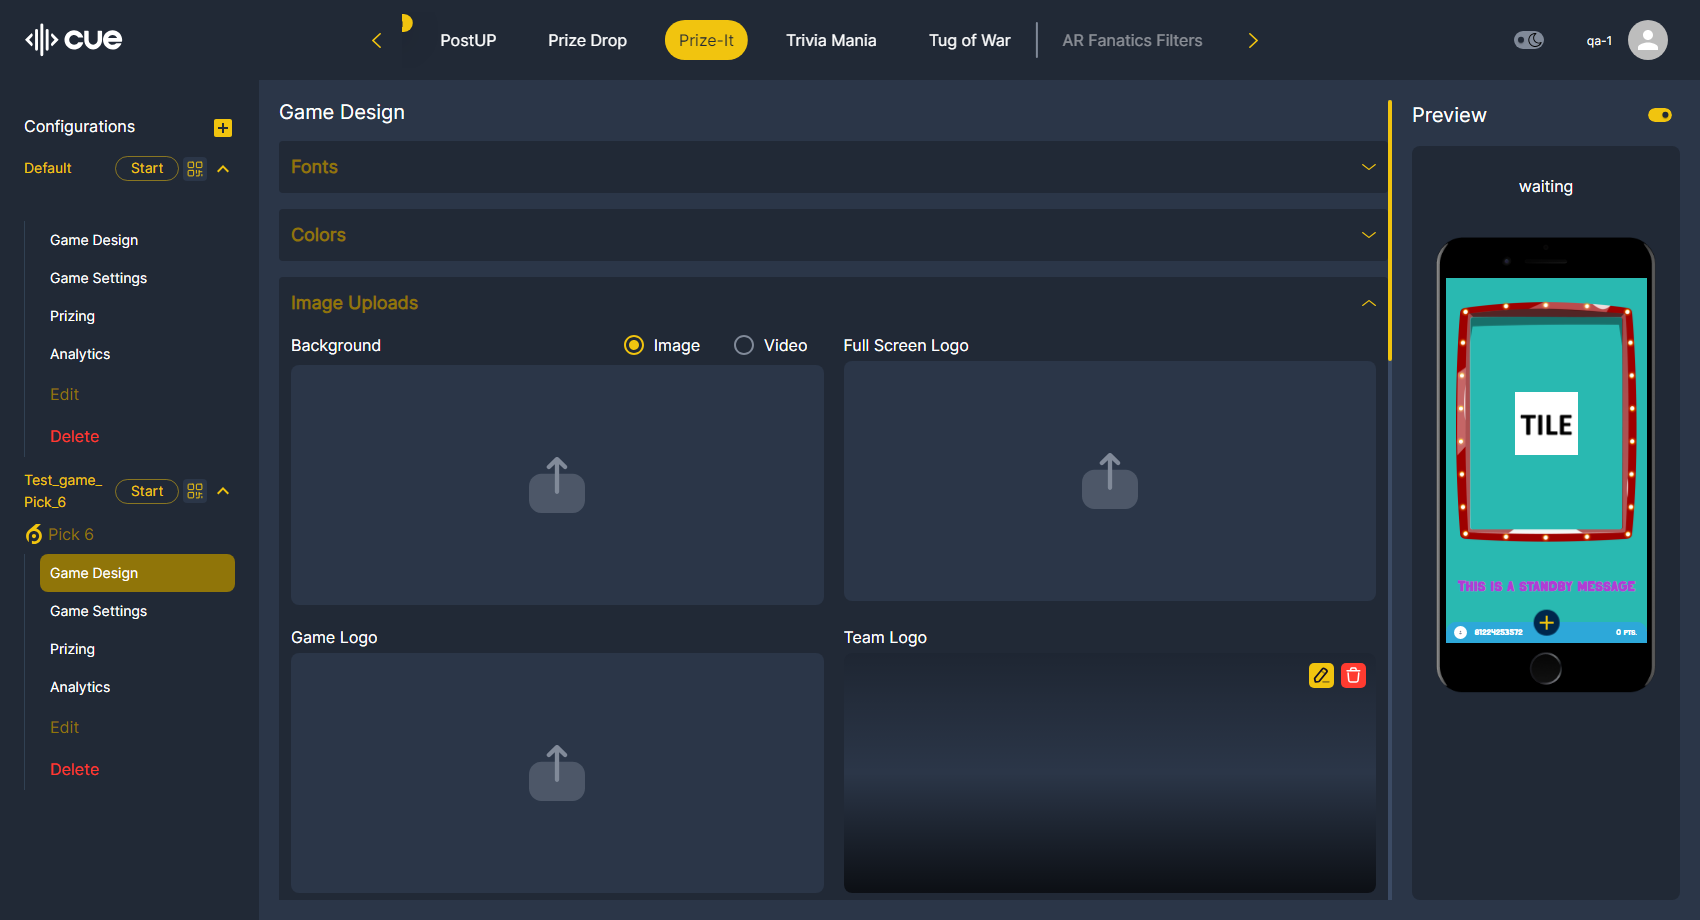 cue
PostUP
Prize Drop
Prize-It
Trivia Mania
Tug of War
AR Fanatics Filters
qa-1
Configurations
Default
Start
Game Design
Game Settings
Prizing
Analytics
Edit
Delete
Test_game_
Pick_6
Start
Pick 6
Game Design
Game Settings
Prizing
Analytics
Edit
Delete
Game Design
Fonts
Colors
Image Uploads
Background
Image
Video
Full Screen Logo
Game Logo
Team Logo
Preview
waiting
TILE
THIS IS A STANDBY MESSAGE
81224253572
0 PTS.